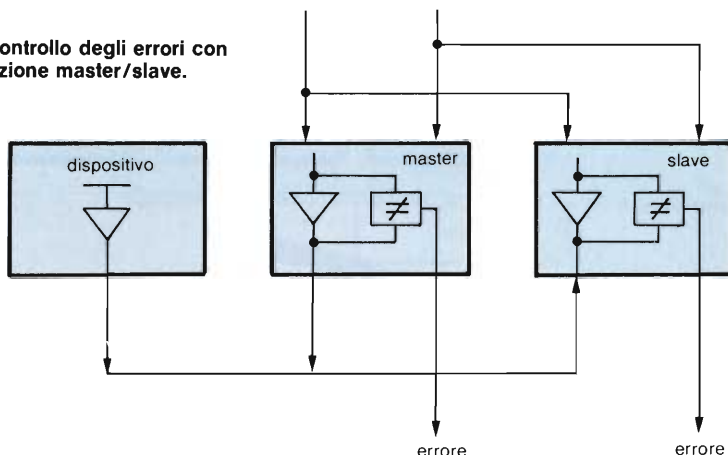 ontrollo degli errori con
zione master/slave.
dispositivo
master
slave
≠
≠
errore
errore